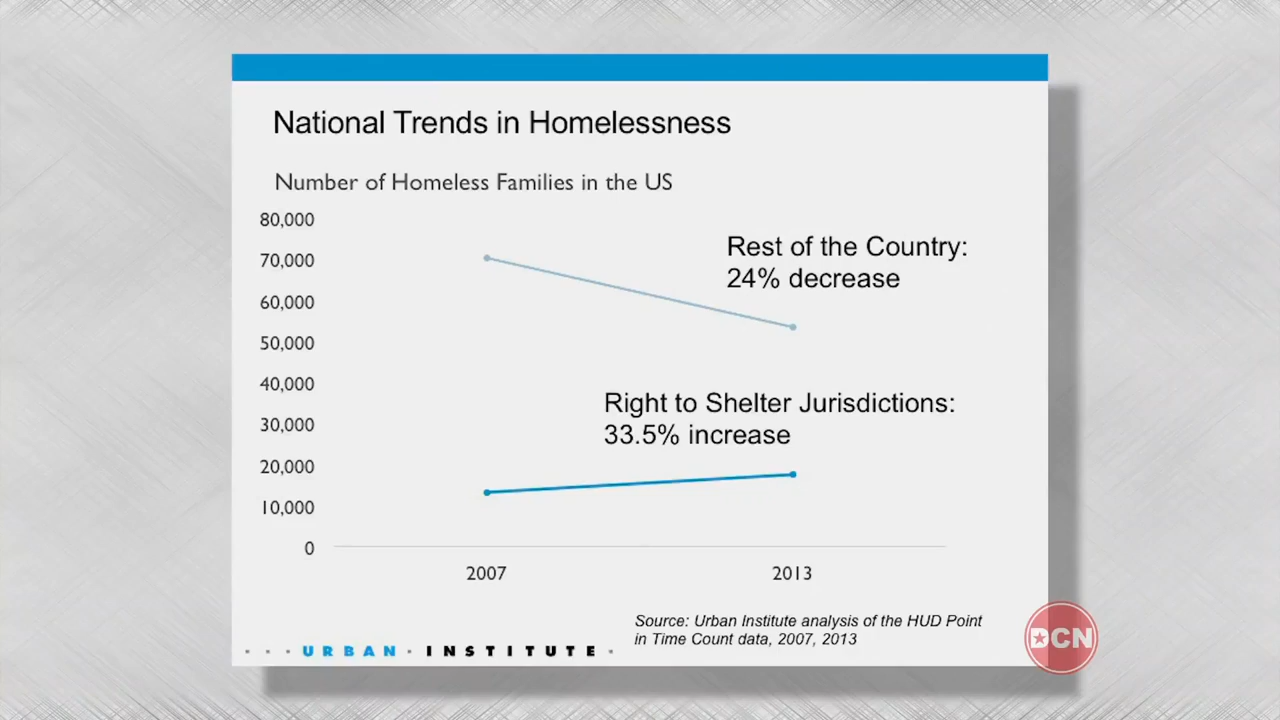 National Trends in Homelessness
Number of Homeless Families in the US
80,000
70,000
60,000
50,000
40,000
30,000
20,000
10,000
0
Rest of the Country:
24% decrease
Right to Shelter Jurisdictions:
33.5% increase
2007
2013
Source: Urban Institute analysis of the HUD Point
in Time Count data, 2007, 2013
URBAN INSTITUTE
DCN